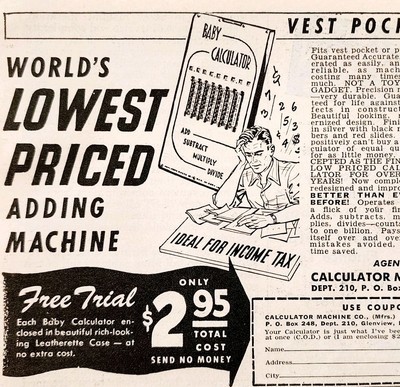 VEST POCK
WORLD'S
LOWEST
PRICED
ADDING
MACHINE
BABY
CALCULATOR
ADD
SUBTRACT
MULTIPLY
DIVIDE
IDEAL FOR INCOME TAX!
Free Trial
Each Baby Calculator en-
closed in beautiful rich-look-
ing Leatherette Case — at
no extra cost.
ONLY
$2.95
TOTAL
COST
SEND NO MONEY
Fits vest pocket or p
Guaranteed Accurate
erated as easily, an
reliable, as mach
costing many times
much. NOT A TOY
GADGET. Precision
—very durable. Gua
teed for life against
fects in construct
Beautiful looking.
ernized design. Fini
in silver with black n
bers and red slides.
positively can't buy a
culator of equal qu
for as little money.
CEPTED AS THE FIN
LOW PRICED CAL
LATOR FOR OVER
YEARS! Now comple
redesigned and impro
BETTER THAN EV
BEFORE! Operates
a flick of your fin
Adds, subtracts, m
plies, divides—counts
to one billion. Pays
itself over and over
mistakes avoided,
time saved.
AGEN
CALCULATOR M
DEPT. 210, P. O. Box
USE COUPO
CALCULATOR MACHINE CO., (Mfrs.)
P. O. Box 248, Dept. 210, Glenview, I
Your Calculator is just what I've bee
at once (C.O.D.) or (I am enclosing $2
Name
Address
City